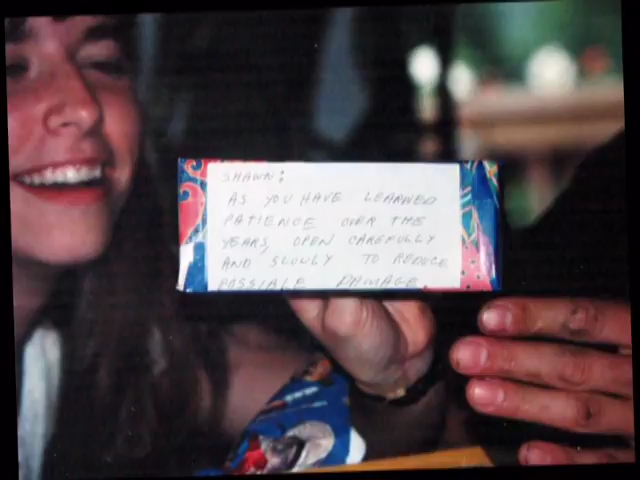 SHAWN:
AS YOU HAVE LEARNED
PATIENCE OVER THE
YEARS, OPEN CAREFULLY
AND SLOWLY TO REDUCE
POSSIBLE DAMAGE.